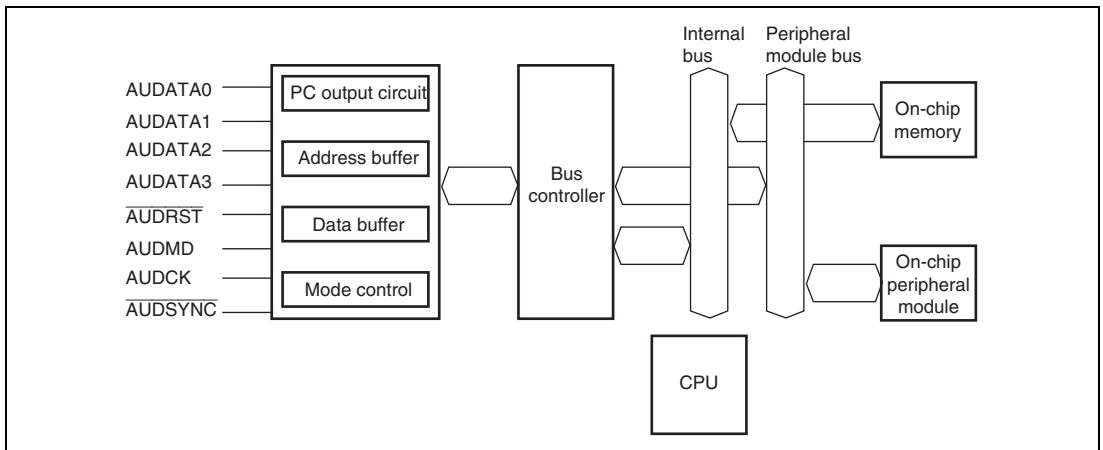 Internal
bus
Peripheral
module bus
AUDATA0
AUDATA1
AUDATA2
AUDATA3
AUDRST
AUDMD
AUDCK
AUDSYNC
PC output circuit
Address buffer
Data buffer
Mode control
Bus
controller
On-chip
memory
On-chip
peripheral
module
CPU